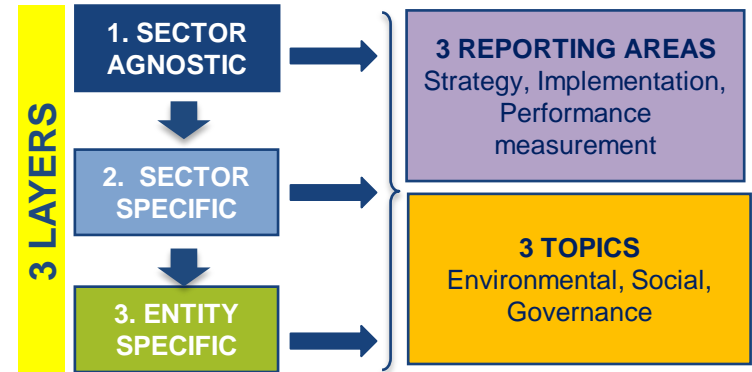 3 LAYERS
1. SECTOR
AGNOSTIC
2. SECTOR
SPECIFIC
3. ENTITY
SPECIFIC
3 REPORTING AREAS
Strategy, Implementation,
Performance
measurement
3 TOPICS
Environmental, Social,
Governance